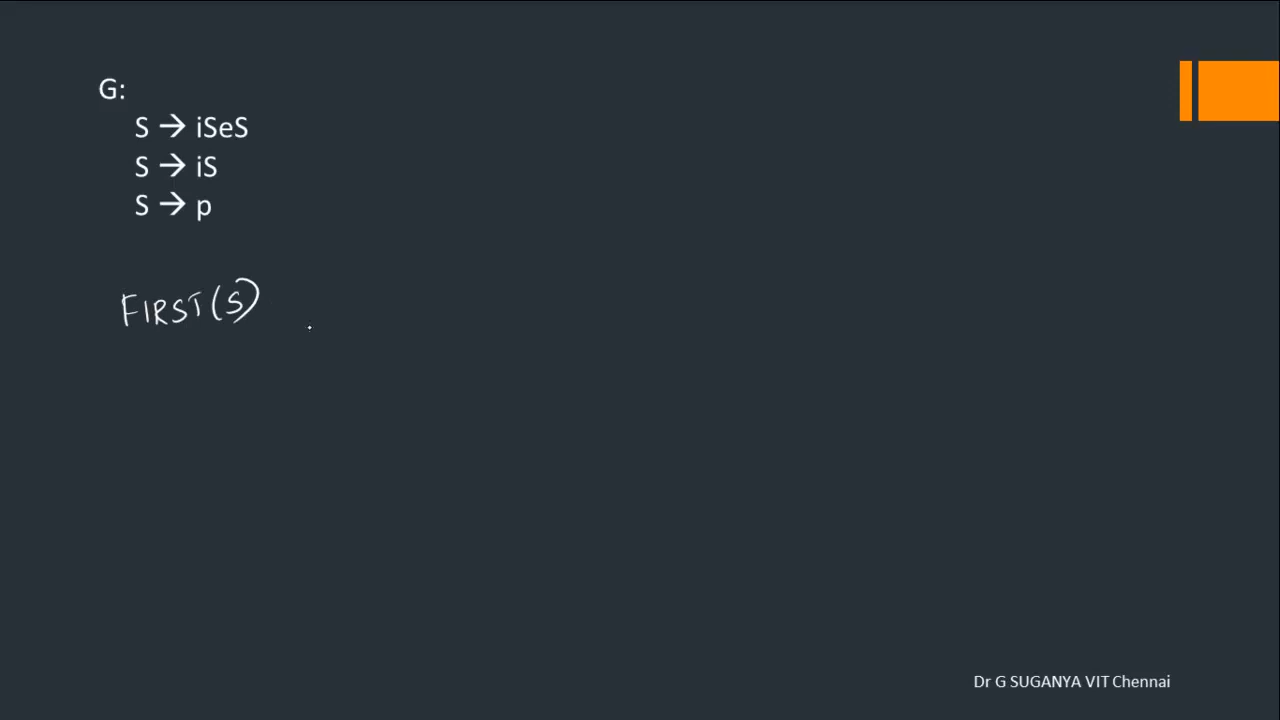 G:
S → iSeS
S → iS
S → p
FIRST(S)
Dr G SUGANYA VIT Chennai